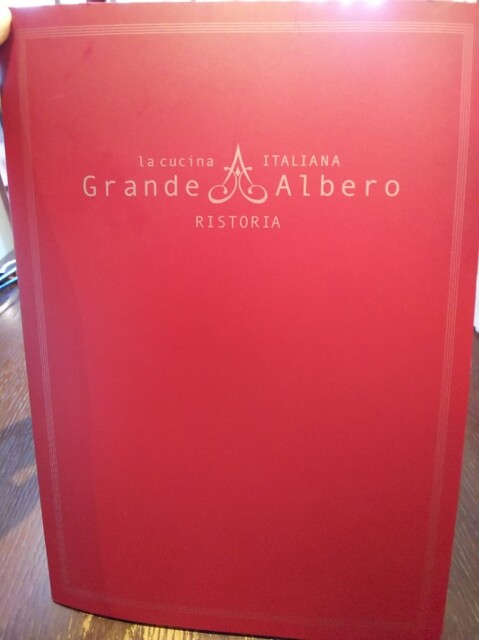 la cucina ITALIANA
Grande Albero
RISTORIA